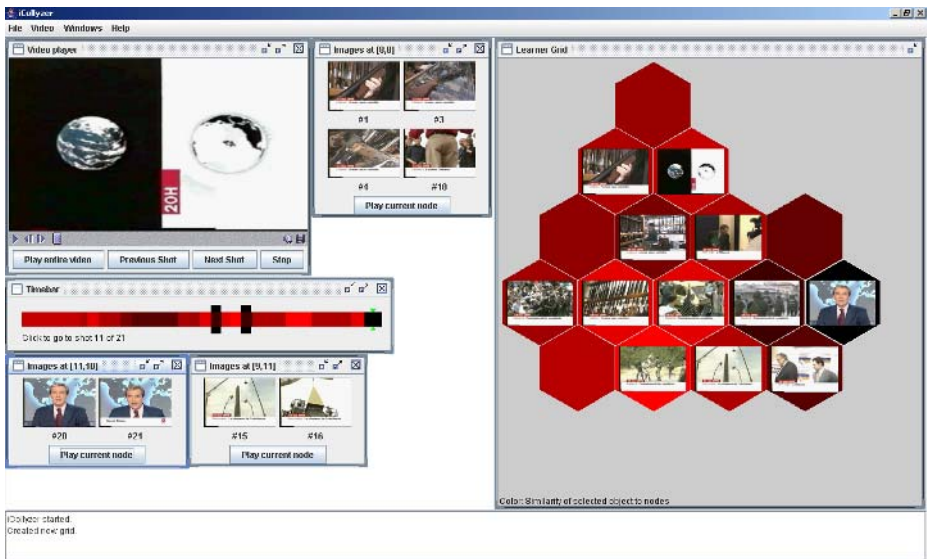 iCollyzer
File Video Windows Help
Video player
20H
Play entire video Previous Shot Next Shot Stop
Images at [8,8]
#1 #3
#4 #18
Play current node
Timebar
Click to go to shot 11 of 21
Images at [11,10]
#20 #21
Play current node
Images at [9,11]
#15 #16
Play current node
Learner Grid
Color: Similarity of selected object to nodes
iCollyzer started.
Created new grid.